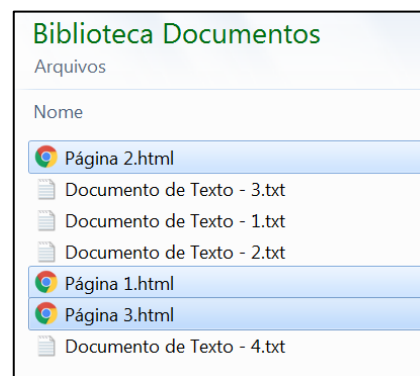 Biblioteca Documentos
Arquivos
Nome
Página 2.html
Documento de Texto - 3.txt
Documento de Texto - 1.txt
Documento de Texto - 2.txt
Página 1.html
Página 3.html
Documento de Texto - 4.txt